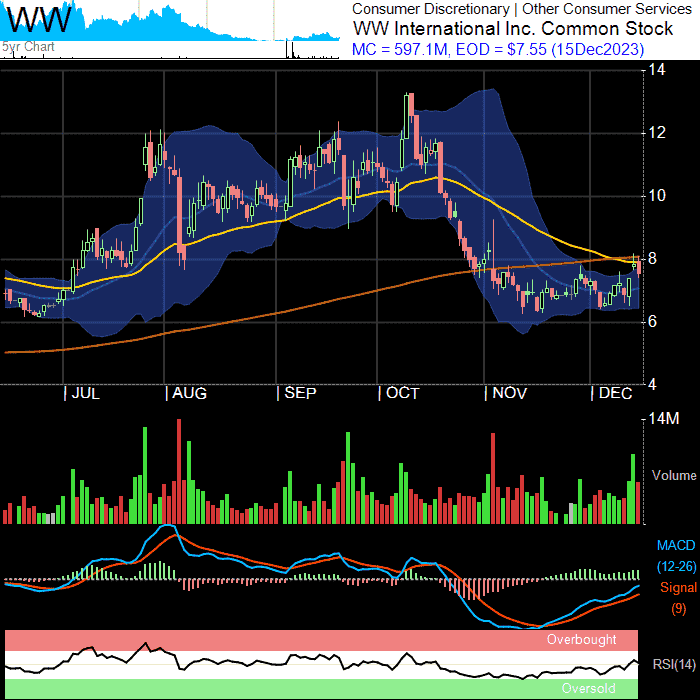 WW
5yr Chart
Consumer Discretionary | Other Consumer Services
WW International Inc. Common Stock
MC = 597.1M, EOD = $7.55 (15Dec2023)
14
12
10
8
6
4
| JUL | AUG | SEP | OCT | NOV | DEC
14M
Volume
MACD
(12-26)
Signal
(9)
Overbought
RSI(14)
Oversold